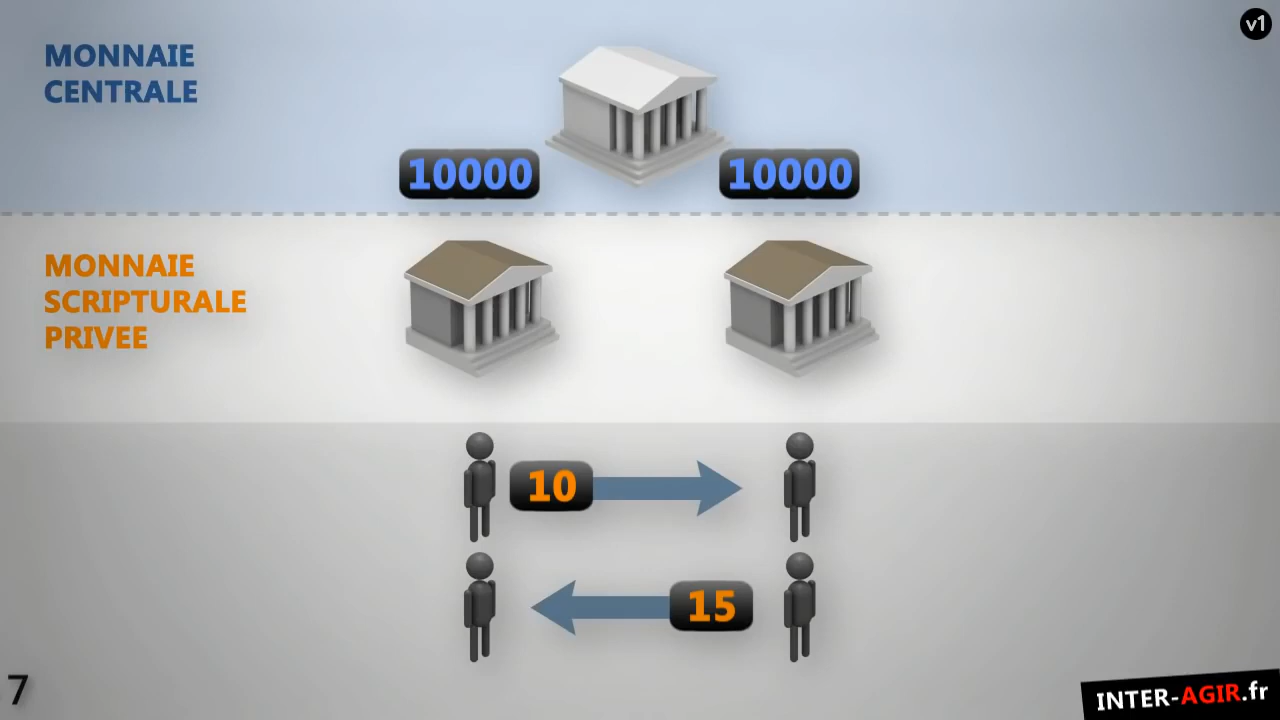 MONNAIE
CENTRALE
v1
10000
10000
MONNAIE
SCRIPTURALE
PRIVEE
10
15
7
INTER-AGIR.fr